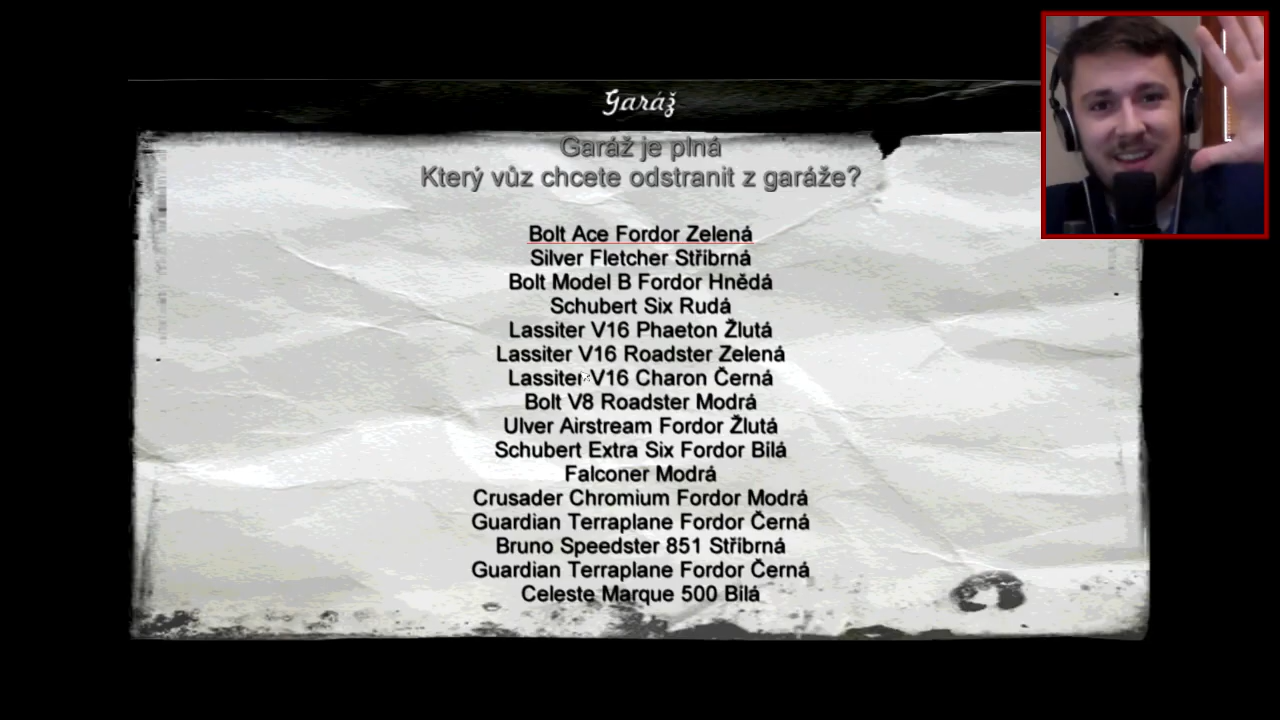 Garáž
Garáž je plná
Který vůz chcete odstranit z garáže?
Bolt Ace Fordor Zelená
Silver Fletcher Stříbrná
Bolt Model B Fordor Hnědá
Schubert Six Rudá
Lassiter V16 Phaeton Žlutá
Lassiter V16 Roadster Zelená
Lassiter V16 Charon Černá
Bolt V8 Roadster Modrá
Ulver Airstream Fordor Žlutá
Schubert Extra Six Fordor Bílá
Falconer Modrá
Crusader Chromium Fordor Modrá
Guardian Terraplane Fordor Černá
Bruno Speedster 851 Stříbrná
Guardian Terraplane Fordor Černá
Celeste Marque 500 Bílá